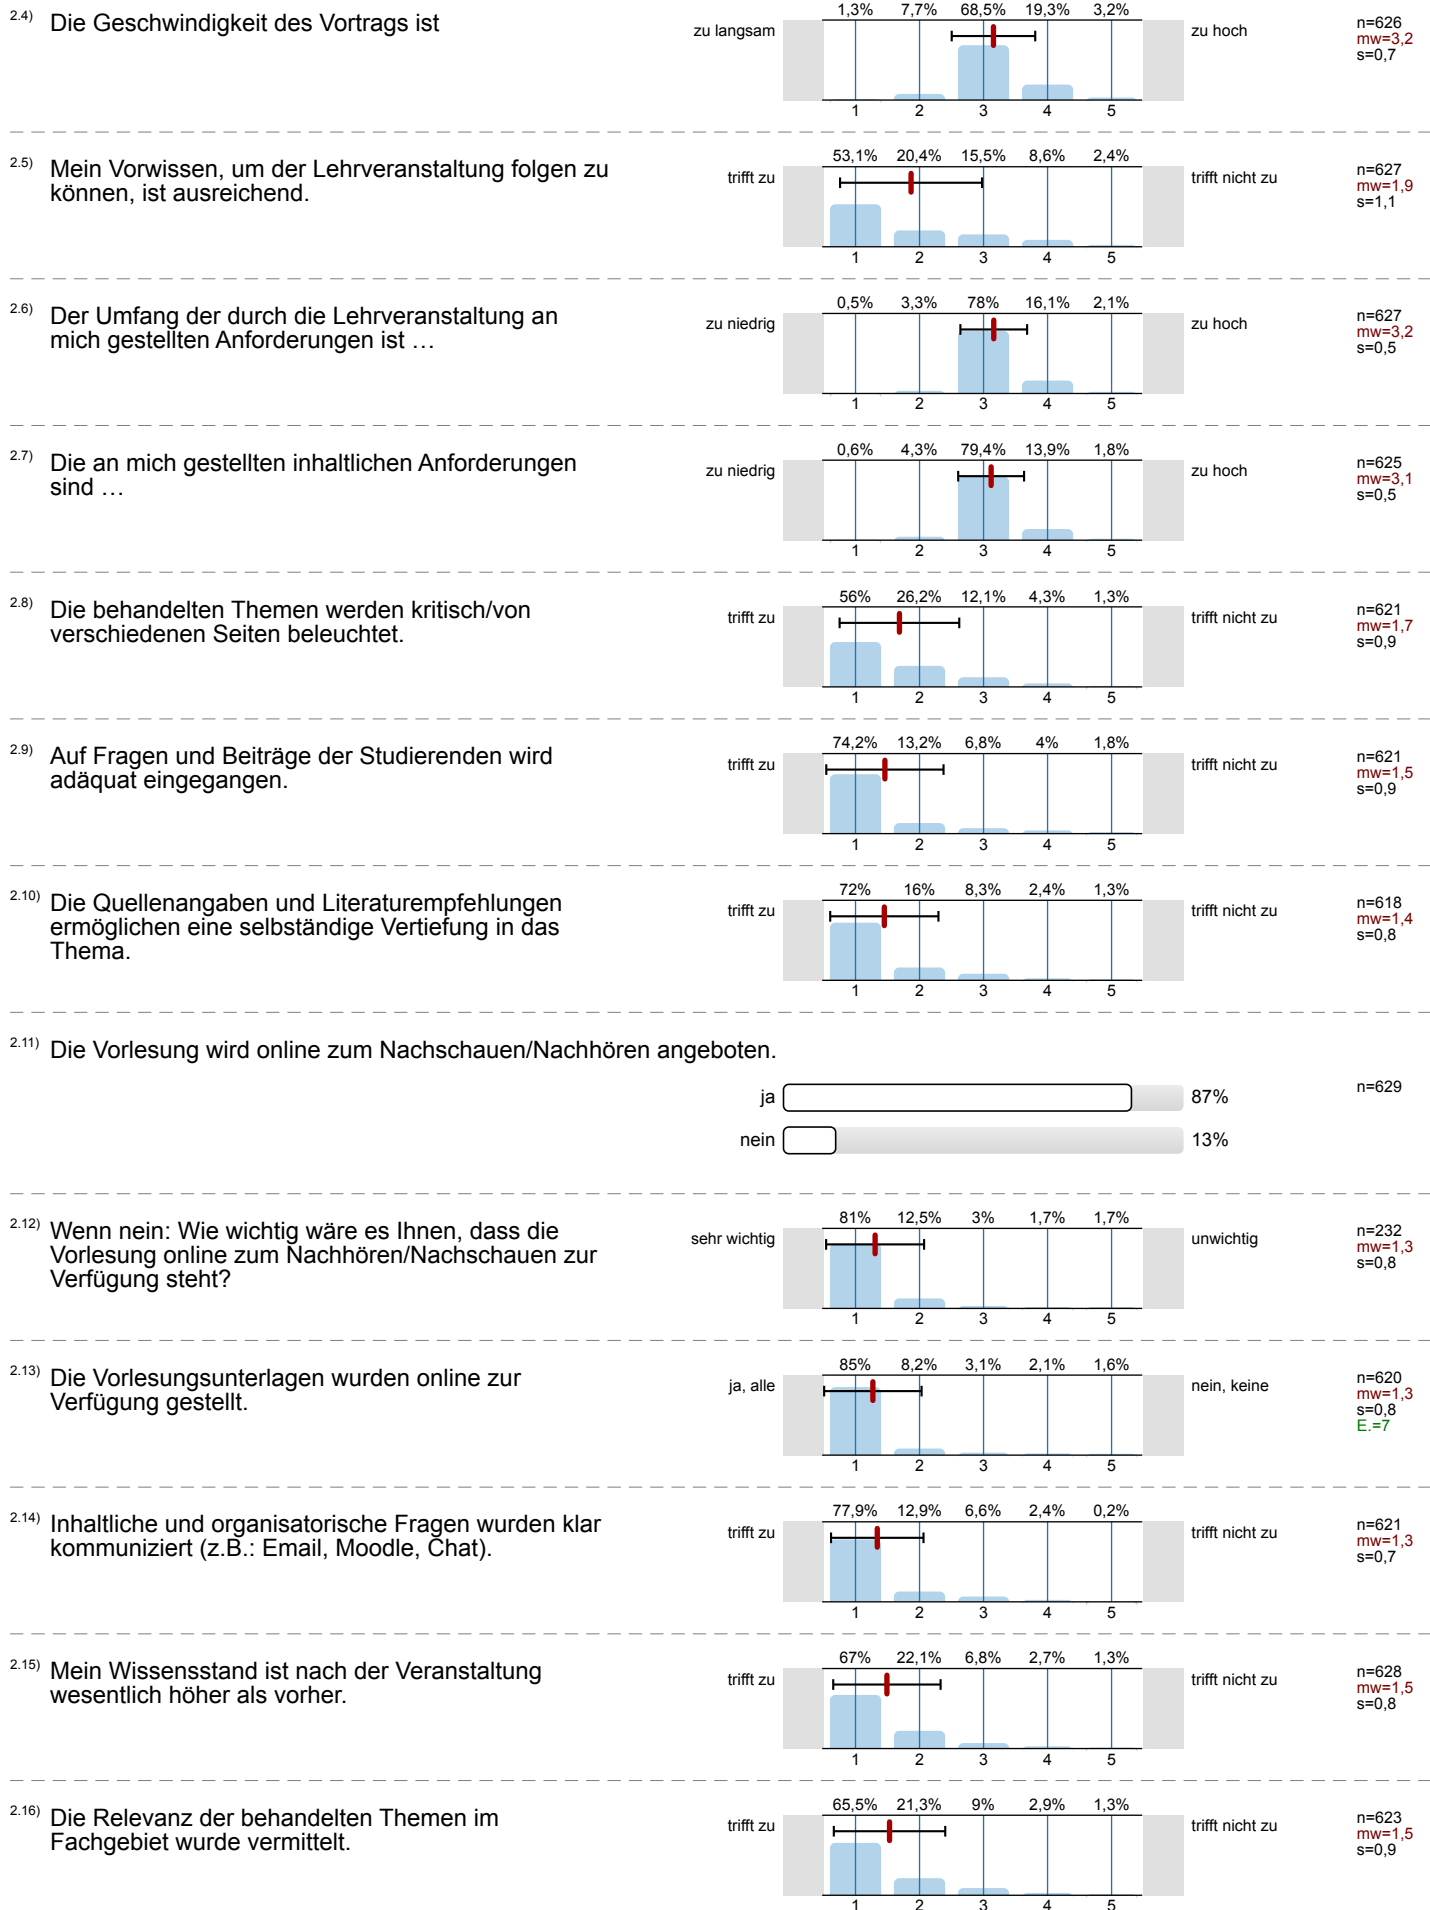 2.4) Die Geschwindigkeit des Vortrags ist
zu langsam
1,3% 7,7% 68,5% 19,3% 3,2%
1 2 3 4 5
zu hoch
n=626
mw=3,2
s=0,7
2.5) Mein Vorwissen, um der Lehrveranstaltung folgen zu
können, ist ausreichend.
trifft zu
53,1% 20,4% 15,5% 8,6% 2,4%
1 2 3 4 5
trifft nicht zu
n=627
mw=1,9
s=1,1
2.6) Der Umfang der durch die Lehrveranstaltung an
mich gestellten Anforderungen ist …
zu niedrig
0,5% 3,3% 78% 16,1% 2,1%
1 2 3 4 5
zu hoch
n=627
mw=3,2
s=0,5
2.7) Die an mich gestellten inhaltlichen Anforderungen
sind …
zu niedrig
0,6% 4,3% 79,4% 13,9% 1,8%
1 2 3 4 5
zu hoch
n=625
mw=3,1
s=0,5
2.8) Die behandelten Themen werden kritisch/von
verschiedenen Seiten beleuchtet.
trifft zu
56% 26,2% 12,1% 4,3% 1,3%
1 2 3 4 5
trifft nicht zu
n=621
mw=1,7
s=0,9
2.9) Auf Fragen und Beiträge der Studierenden wird
adäquat eingegangen.
trifft zu
74,2% 13,2% 6,8% 4% 1,8%
1 2 3 4 5
trifft nicht zu
n=621
mw=1,5
s=0,9
2.10) Die Quellenangaben und Literaturempfehlungen
ermöglichen eine selbständige Vertiefung in das
Thema.
trifft zu
72% 16% 8,3% 2,4% 1,3%
1 2 3 4 5
trifft nicht zu
n=618
mw=1,4
s=0,8
2.11) Die Vorlesung wird online zum Nachschauen/Nachhören angeboten.
ja 87%
n=629
nein 13%
2.12) Wenn nein: Wie wichtig wäre es Ihnen, dass die
Vorlesung online zum Nachhören/Nachschauen zur
Verfügung steht?
sehr wichtig
81% 12,5% 3% 1,7% 1,7%
1 2 3 4 5
unwichtig
n=232
mw=1,3
s=0,8
2.13) Die Vorlesungsunterlagen wurden online zur
Verfügung gestellt.
ja, alle
85% 8,2% 3,1% 2,1% 1,6%
1 2 3 4 5
nein, keine
n=620
mw=1,3
s=0,8
E.=7
2.14) Inhaltliche und organisatorische Fragen wurden klar
kommuniziert (z.B.: Email, Moodle, Chat).
trifft zu
77,9% 12,9% 6,6% 2,4% 0,2%
1 2 3 4 5
trifft nicht zu
n=621
mw=1,3
s=0,7
2.15) Mein Wissensstand ist nach der Veranstaltung
wesentlich höher als vorher.
trifft zu
67% 22,1% 6,8% 2,7% 1,3%
1 2 3 4 5
trifft nicht zu
n=628
mw=1,5
s=0,8
2.16) Die Relevanz der behandelten Themen im
Fachgebiet wurde vermittelt.
trifft zu
65,5% 21,3% 9% 2,9% 1,3%
1 2 3 4 5
trifft nicht zu
n=623
mw=1,5
s=0,9